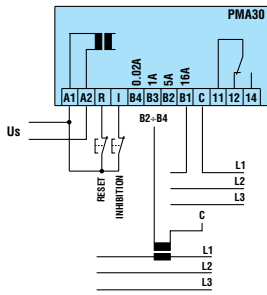 PMA30
0.02A
1A
5A
16A
A1 A2 R I B4 B3 B2 B1 C 11 12 14
Us
B2÷B4
RESET
INHIBITION
L1
L2
L3
C
L1
L2
L3